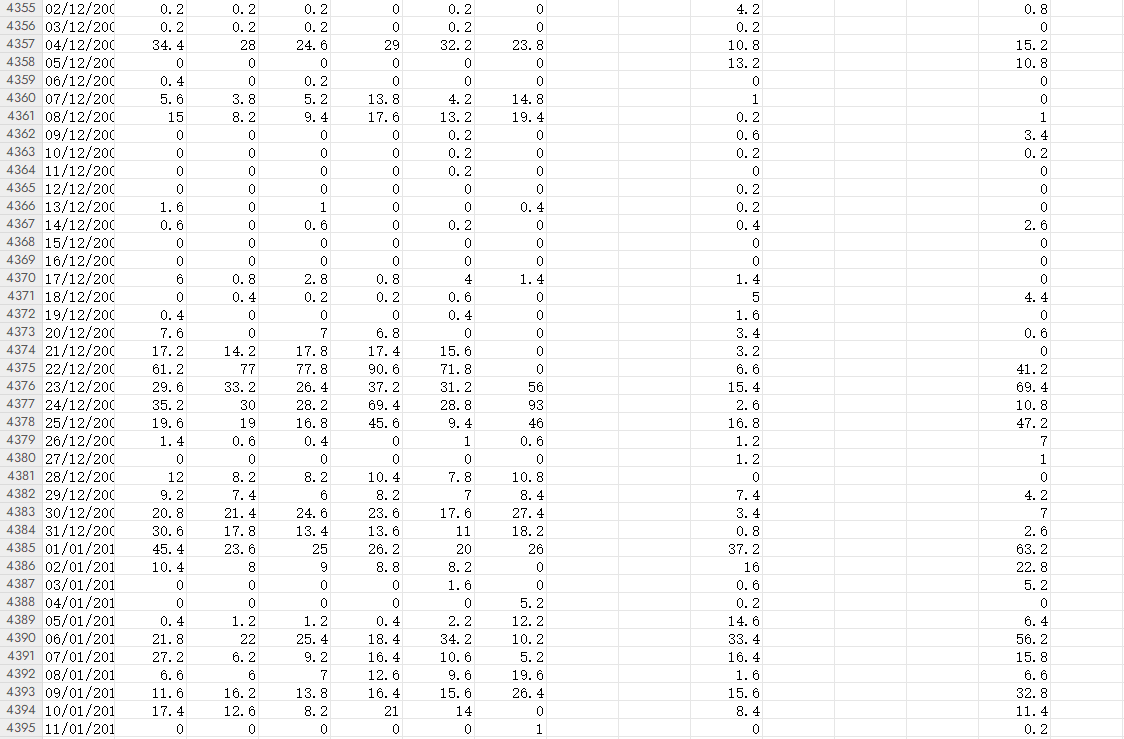 4355 02/12/200 0.2 0.2 0.2 0 0.2 0 4.2 0.8
4356 03/12/200 0.2 0.2 0.2 0 0.2 0 0.2 0
4357 04/12/200 34.4 28 24.6 29 32.2 23.8 10.8 15.2
4358 05/12/200 0 0 0 0 0 0 13.2 10.8
4359 06/12/200 0.4 0 0.2 0 0 0 0 0
4360 07/12/200 5.6 3.8 5.2 13.8 4.2 14.8 1 0
4361 08/12/200 15 8.2 9.4 17.6 13.2 19.4 0.2 1
4362 09/12/200 0 0 0 0 0.2 0 0.6 3.4
4363 10/12/200 0 0 0 0 0.2 0 0.2 0.2
4364 11/12/200 0 0 0 0 0.2 0 0 0
4365 12/12/200 0 0 0 0 0 0 0.2 0
4366 13/12/200 1.6 0 1 0 0 0.4 0.2 0
4367 14/12/200 0.6 0 0.6 0 0.2 0 0.4 2.6
4368 15/12/200 0 0 0 0 0 0 0 0
4369 16/12/200 0 0 0 0 0 0 0 0
4370 17/12/200 6 0.8 2.8 0.8 4 1.4 1.4 0
4371 18/12/200 0 0.4 0.2 0.2 0.6 0 5 4.4
4372 19/12/200 0.4 0 0 0 0.4 0 1.6 0
4373 20/12/200 7.6 0 7 6.8 0 0 3.4 0.6
4374 21/12/200 17.2 14.2 17.8 17.4 15.6 0 3.2 0
4375 22/12/200 61.2 77 77.8 90.6 71.8 0 6.6 41.2
4376 23/12/200 29.6 33.2 26.4 37.2 31.2 56 15.4 69.4
4377 24/12/200 35.2 30 28.2 69.4 28.8 93 2.6 10.8
4378 25/12/200 19.6 19 16.8 45.6 9.4 46 16.8 47.2
4379 26/12/200 1.4 0.6 0.4 0 1 0.6 1.2 7
4380 27/12/200 0 0 0 0 0 0 1.2 1
4381 28/12/200 12 8.2 8.2 10.4 7.8 10.8 0 0
4382 29/12/200 9.2 7.4 6 8.2 7 8.4 7.4 4.2
4383 30/12/200 20.8 21.4 24.6 23.6 17.6 27.4 3.4 7
4384 31/12/200 30.6 17.8 13.4 13.6 11 18.2 0.8 2.6
4385 01/01/201 45.4 23.6 25 26.2 20 26 37.2 63.2
4386 02/01/201 10.4 8 9 8.8 8.2 0 16 22.8
4387 03/01/201 0 0 0 0 1.6 0 0.6 5.2
4388 04/01/201 0 0 0 0 0 5.2 0.2 0
4389 05/01/201 0.4 1.2 1.2 0.4 2.2 12.2 14.6 6.4
4390 06/01/201 21.8 22 25.4 18.4 34.2 10.2 33.4 56.2
4391 07/01/201 27.2 6.2 9.2 16.4 10.6 5.2 16.4 15.8
4392 08/01/201 6.6 6 7 12.6 9.6 19.6 1.6 6.6
4393 09/01/201 11.6 16.2 13.8 16.4 15.6 26.4 15.6 32.8
4394 10/01/201 17.4 12.6 8.2 21 14 0 8.4 11.4
4395 11/01/201 0 0 0 0 0 1 0 0.2